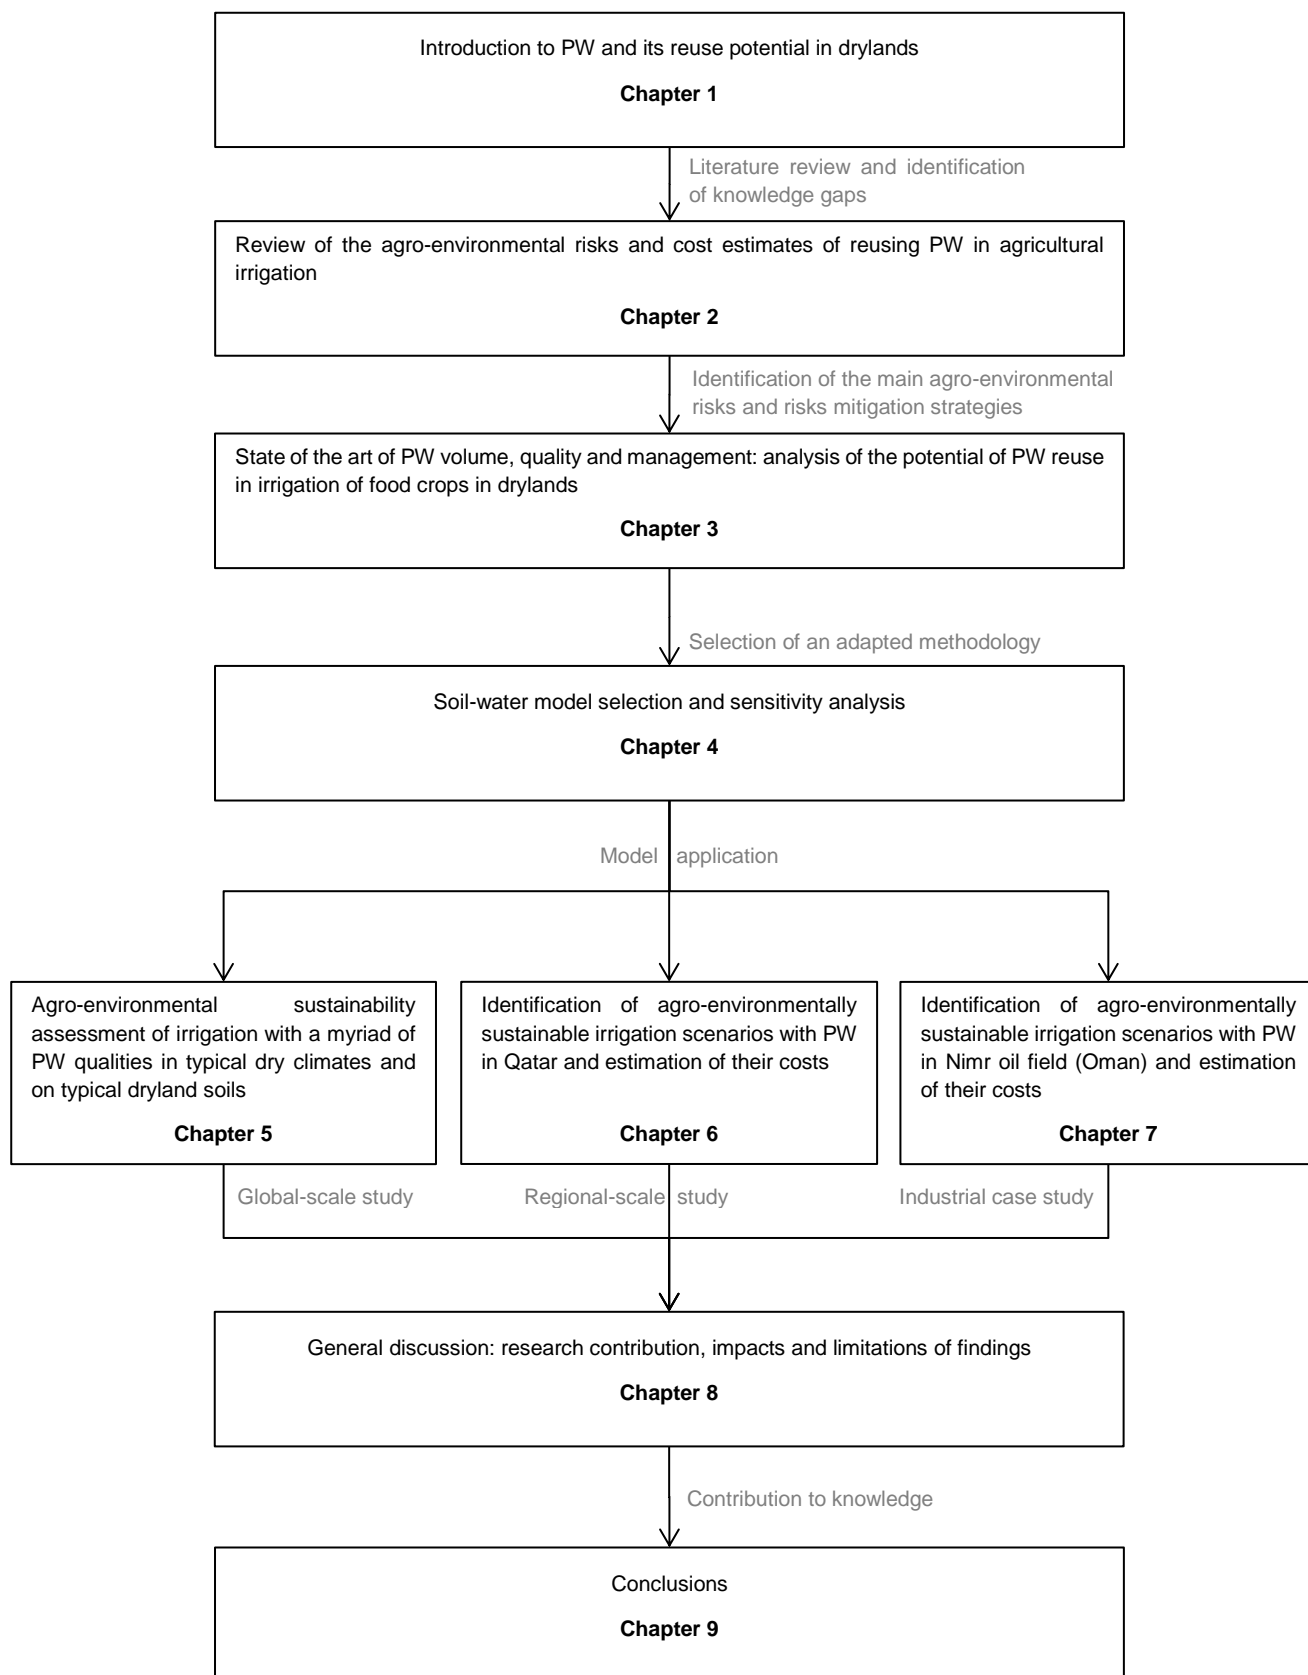 Introduction to PW and its reuse potential in drylands
Chapter 1
Literature review and identification
of knowledge gaps
Review of the agro-environmental risks and cost estimates of reusing PW in agricultural
irrigation
Chapter 2
Identification of the main agro-environmental
risks and risks mitigation strategies
State of the art of PW volume, quality and management: analysis of the potential of PW reuse
in irrigation of food crops in drylands
Chapter 3
Selection of an adapted methodology
Soil-water model selection and sensitivity analysis
Chapter 4
Model application
Agro-environmental sustainability
assessment of irrigation with a myriad of
PW qualities in typical dry climates and
on typical dryland soils
Chapter 5
Identification of agro-environmentally
sustainable irrigation scenarios with PW
in Qatar and estimation of their costs
Chapter 6
Identification of agro-environmentally
sustainable irrigation scenarios with PW
in Nimr oil field (Oman) and estimation
of their costs
Chapter 7
Global-scale study
Regional-scale study
Industrial case study
General discussion: research contribution, impacts and limitations of findings
Chapter 8
Contribution to knowledge
Conclusions
Chapter 9